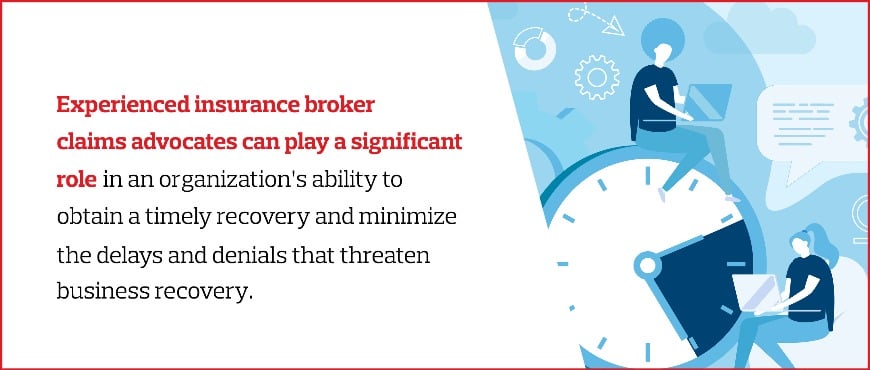 Experienced insurance broker
claims advocates can play a significant
role in an organization's ability to
obtain a timely recovery and minimize
the delays and denials that threaten
business recovery.